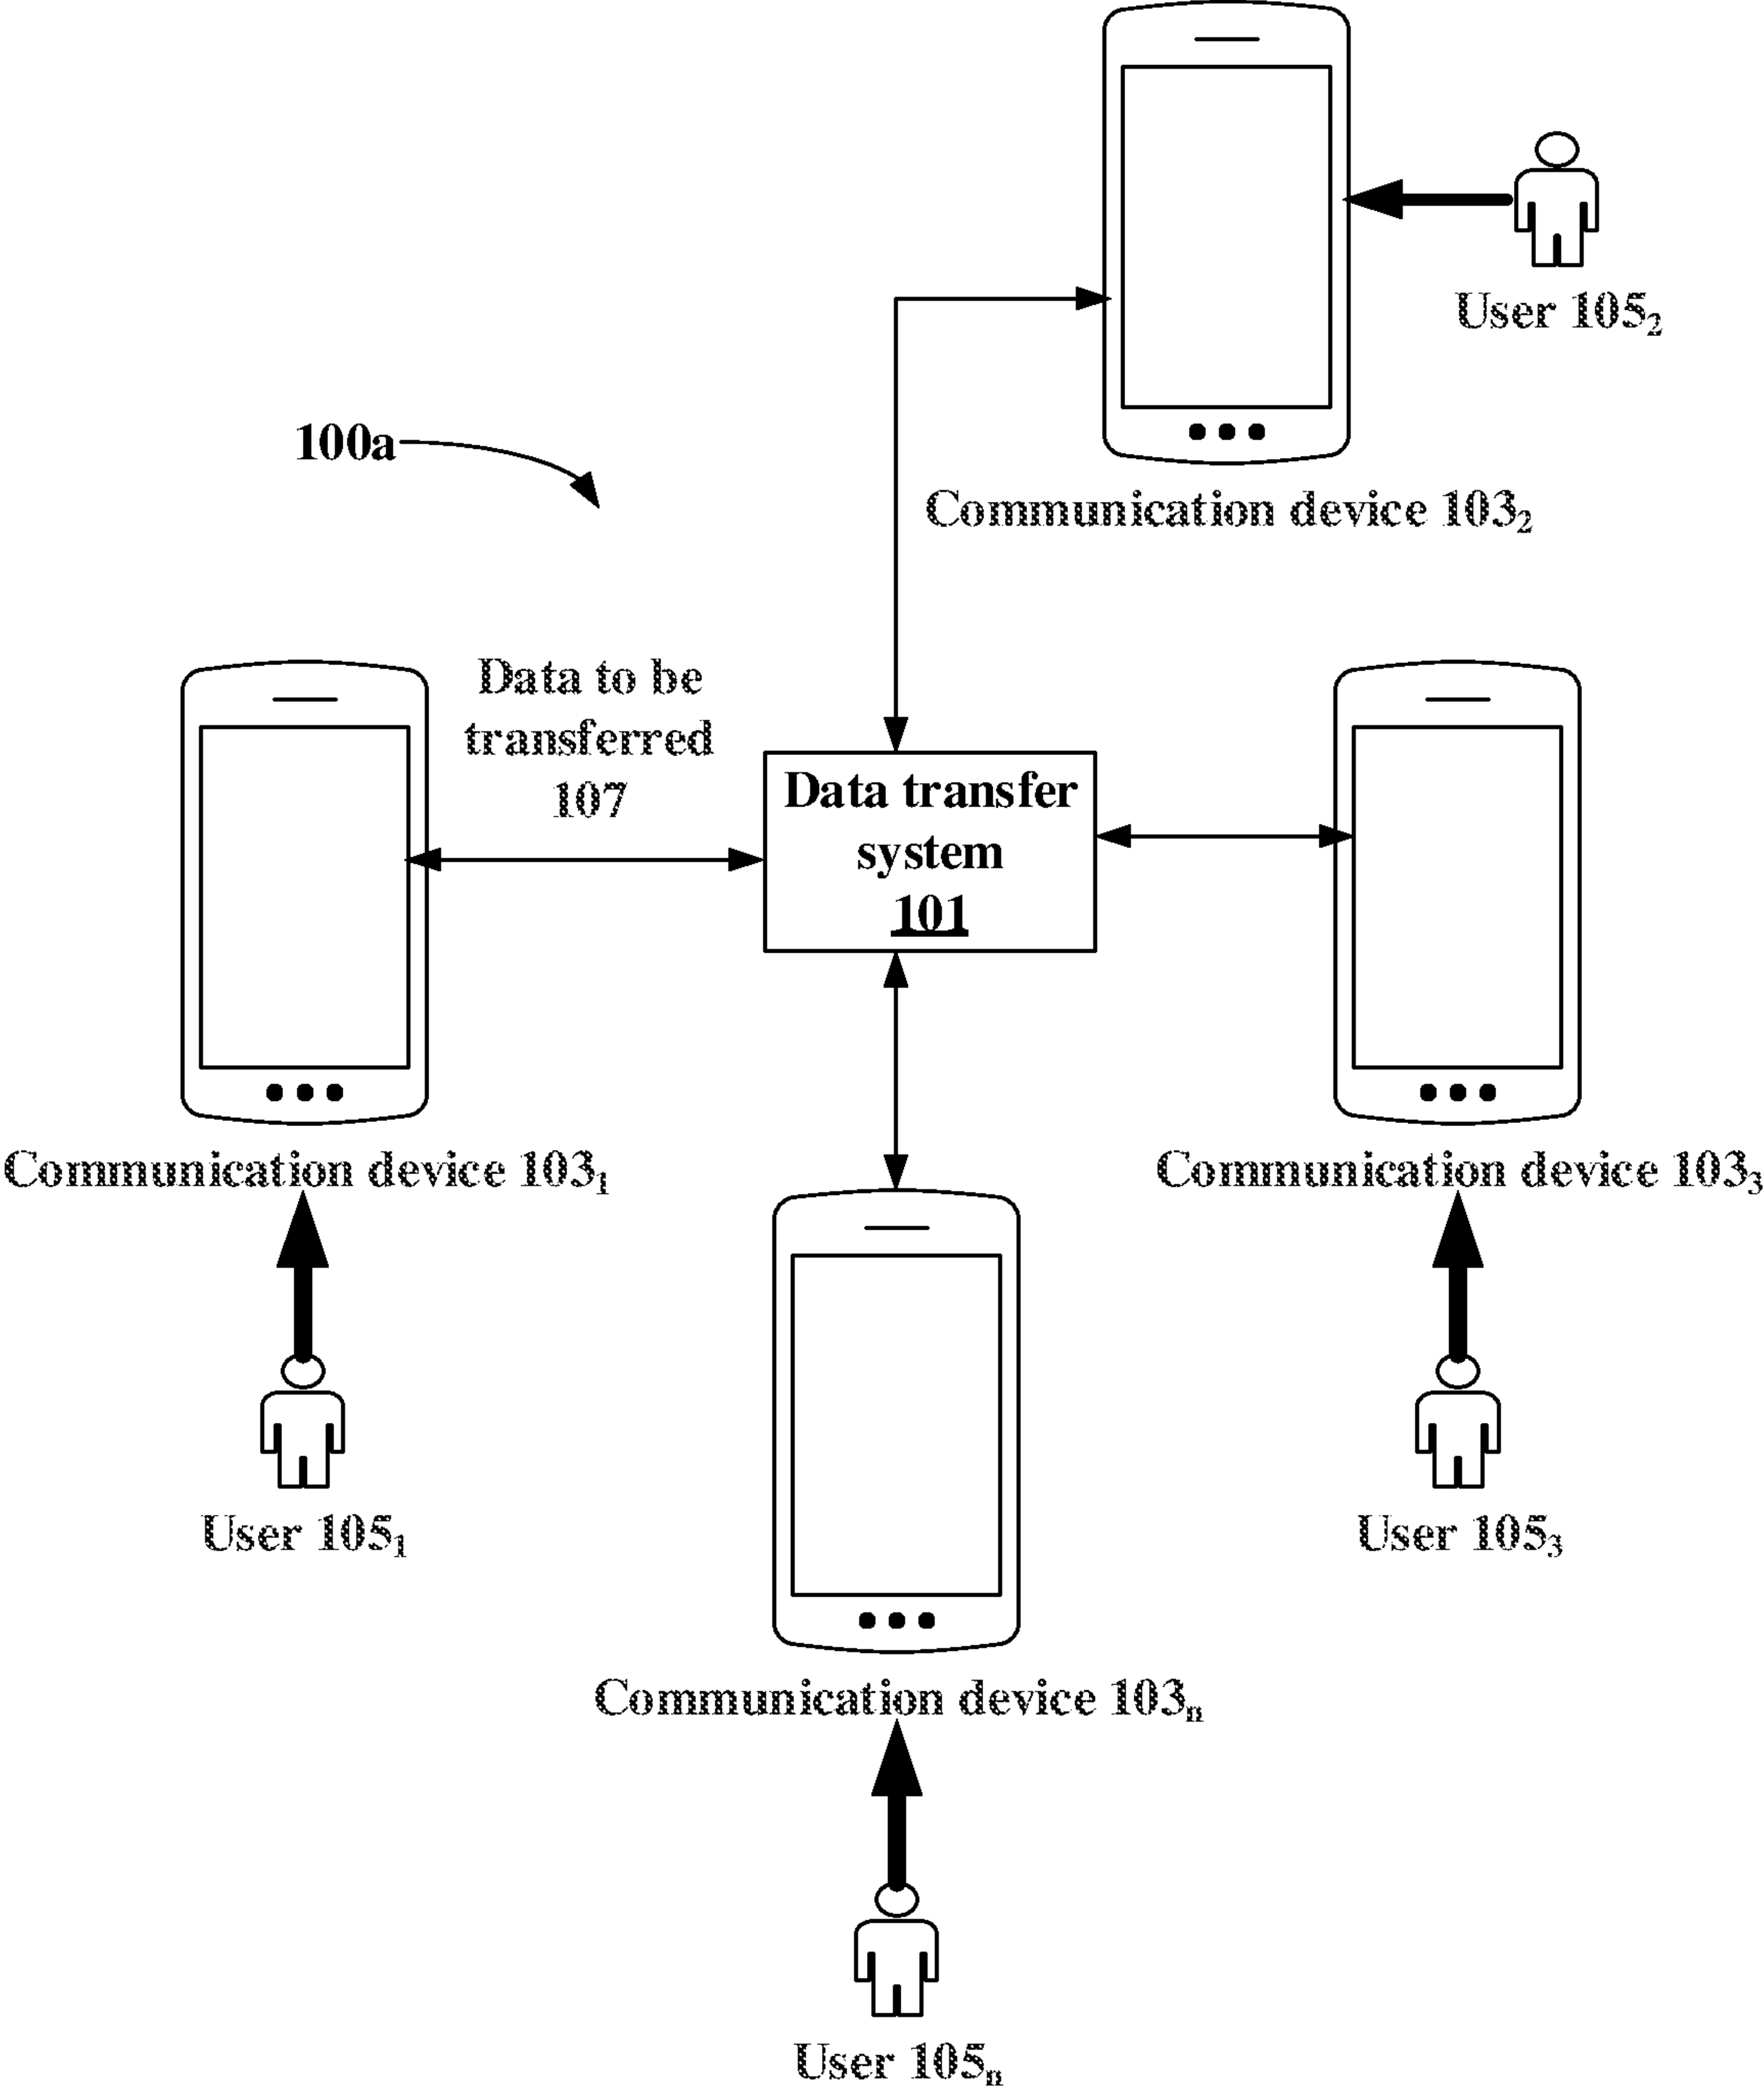 User 105₂
100a
Communication device 103₂
Data to be
transferred
107
Data transfer
system
101
Communication device 103₁
Communication device 103₃
User 105₁
User 105₃
Communication device 103ₙ
User 105ₙ